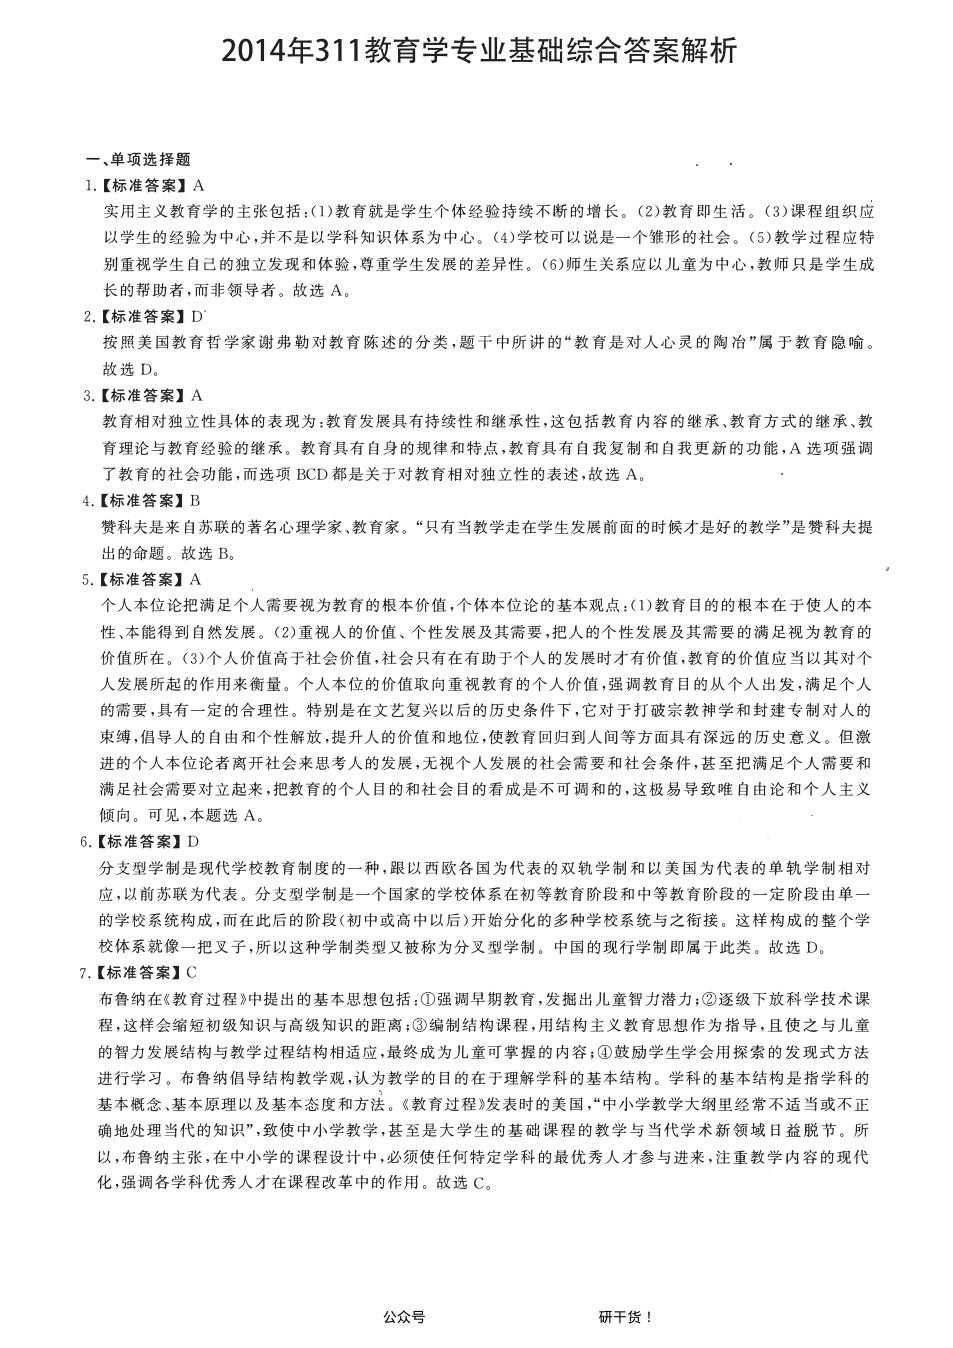 2014年311教育学专业基础综合答案解析
一、单项选择题
1.【标准答案】A
实用主义教育学的主张包括:(1)教育就是学生个体经验持续不断的增长。(2)教育即生活。(3)课程组织应
以学生的经验为中心,并不是以学科知识体系为中心。(4)学校可以说是一个雏形的社会。(5)教学过程应特
别重视学生自己的独立发现和体验,尊重学生发展的差异性。(6)师生关系应以儿童为中心,教师只是学生成
长的帮助者,而非领导者。故选 A。
2.【标准答案】D
按照美国教育哲学家谢弗勒对教育陈述的分类,题干中所讲的“教育是对人心灵的陶冶”属于教育隐喻。
故选 D。
3.【标准答案】A
教育相对独立性具体的表现为:教育发展具有持续性和继承性,这包括教育内容的继承、教育方式的继承、教
育理论与教育经验的继承。教育具有自身的规律和特点,教育具有自我复制和自我更新的功能,A 选项强调
了教育的社会功能,而选项 BCD 都是关于对教育相对独立性的表述,故选 A。
4.【标准答案】B
赞科夫是来自苏联的著名心理学家、教育家。“只有当教学走在学生发展前面的时候才是好的教学”是赞科夫提
出的命题。故选 B。
5.【标准答案】A
个人本位论把满足个人需要视为教育的根本价值,个体本位论的基本观点:(1)教育目的的根本在于使人的本
性、本能得到自然发展。(2)重视人的价值、个性发展及其需要,把人的个性发展及其需要的满足视为教育的
价值所在。(3)个人价值高于社会价值,社会只有在有助于个人的发展时才有价值,教育的价值应当以其对个
人发展所起的作用来衡量。个人本位的价值取向重视教育的个人价值,强调教育目的从个人出发,满足个人
的需要,具有一定的合理性。特别是在文艺复兴以后的历史条件下,它对于打破宗教神学和封建专制对人的
束缚,倡导人的自由和个性解放,提升人的价值和地位,使教育回归到人间等方面具有深远的历史意义。但激
进的个人本位论者离开社会来思考人的发展,无视个人发展的社会需要和社会条件,甚至把满足个人需要和
满足社会需要对立起来,把教育的个人目的和社会目的看成是不可调和的,这极易导致唯自由论和个人主义
倾向。可见,本题选 A。
6.【标准答案】D
分支型学制是现代学校教育制度的一种,跟以西欧各国为代表的双轨学制和以美国为代表的单轨学制相对
应,以前苏联为代表。分支型学制是一个国家的学校体系在初等教育阶段和中等教育阶段的一定阶段由单一
的学校系统构成,而在此后的阶段(初中或高中以后)开始分化的多种学校系统与之衔接。这样构成的整个学
校体系就像一把叉子,所以这种学制类型又被称为分叉型学制。中国的现行学制即属于此类。故选 D。
7.【标准答案】C
布鲁纳在《教育过程》中提出的基本思想包括:①强调早期教育,发掘出儿童智力潜力;②逐级下放科学技术课
程,这样会缩短初级知识与高级知识的距离;③编制结构课程,用结构主义教育思想作为指导,且使之与儿童
的智力发展结构与教学过程结构相适应,最终成为儿童可掌握的内容;④鼓励学生学会用探索的发现式方法
进行学习。布鲁纳倡导结构教学观,认为教学的目的在于理解学科的基本结构。学科的基本结构是指学科的
基本概念、基本原理以及基本态度和方法。《教育过程》发表时的美国,“中小学教学大纲里经常不适当或不正
确地处理当代的知识”,致使中小学教学,甚至是大学生的基础课程的教学与当代学术新领域日益脱节。所
以,布鲁纳主张,在中小学的课程设计中,必须使任何特定学科的最优秀人才参与进来,注重教学内容的现代
化,强调各学科优秀人才在课程改革中的作用。故选 C。
公众号 研干货！